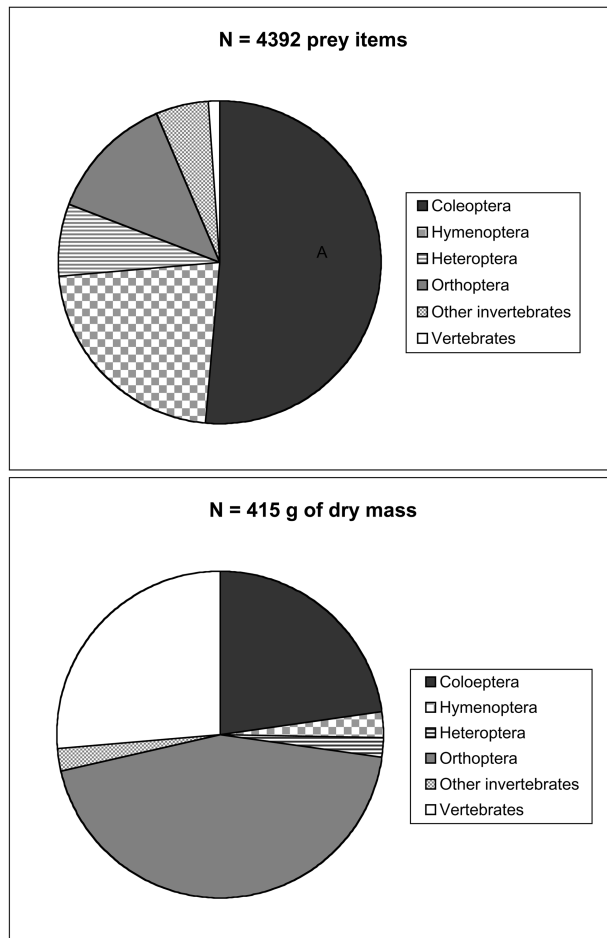 N = 4392 prey items
A
Coleoptera
Hymenoptera
Heteroptera
Orthoptera
Other invertebrates
Vertebrates
N = 415 g of dry mass
Coloeptera
Hymenoptera
Heteroptera
Orthoptera
Other invertebrates
Vertebrates